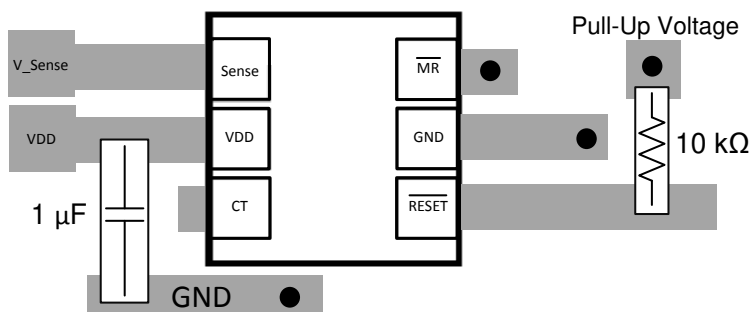 Pull-Up Voltage
V_Sense
Sense
MR
VDD
VDD
GND
10 kΩ
1 µF
CT
RESET
GND